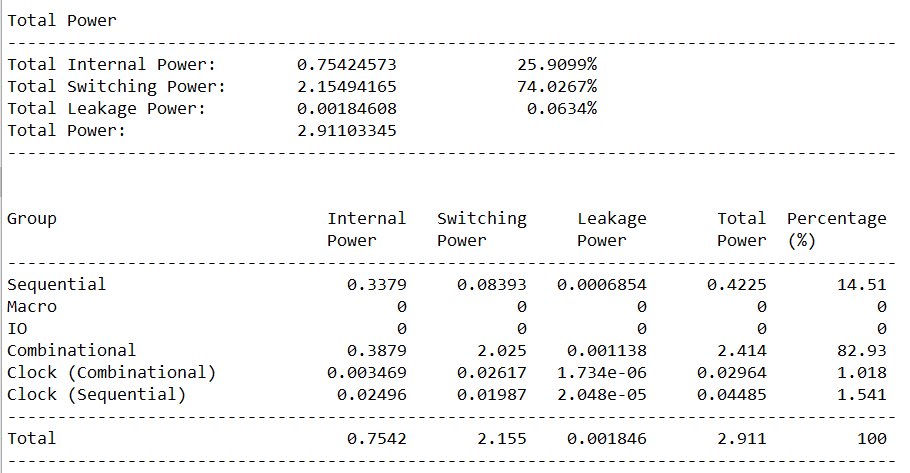 Total Power
-----------------------------------------------------------------------------------------
Total Internal Power:        0.75424573            25.9099%
Total Switching Power:       2.15494165            74.0267%
Total Leakage Power:         0.00184608             0.0634%
Total Power:                 2.91103345
-----------------------------------------------------------------------------------------
Group                           Internal   Switching     Leakage       Total  Percentage
                                Power      Power         Power         Power  (%)
-----------------------------------------------------------------------------------------
Sequential                        0.3379     0.08393   0.0006854      0.4225       14.51
Macro                                  0           0           0           0           0
IO                                     0           0           0           0           0
Combinational                     0.3879       2.025    0.001138       2.414       82.93
Clock (Combinational)           0.003469     0.02617   1.734e-06     0.02964       1.018
Clock (Sequential)               0.02496     0.01987   2.048e-05     0.04485       1.541
-----------------------------------------------------------------------------------------
Total                             0.7542       2.155    0.001846       2.911         100
-----------------------------------------------------------------------------------------